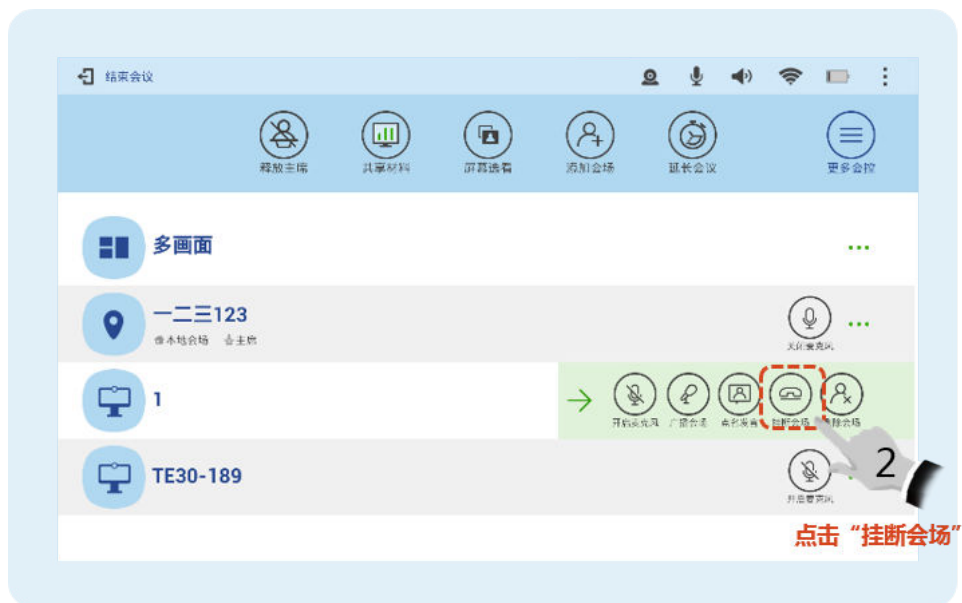 结束会议
释放主席 共享材料 屏幕选看 添加会场 延长会议 更多会控
多画面
一二三123
本地会场 主席
关闭麦克风
1
开启麦克风 广播会场 点名发言 挂断会场 除会场
TE30-189
开启麦克风
2
点击“挂断会场”